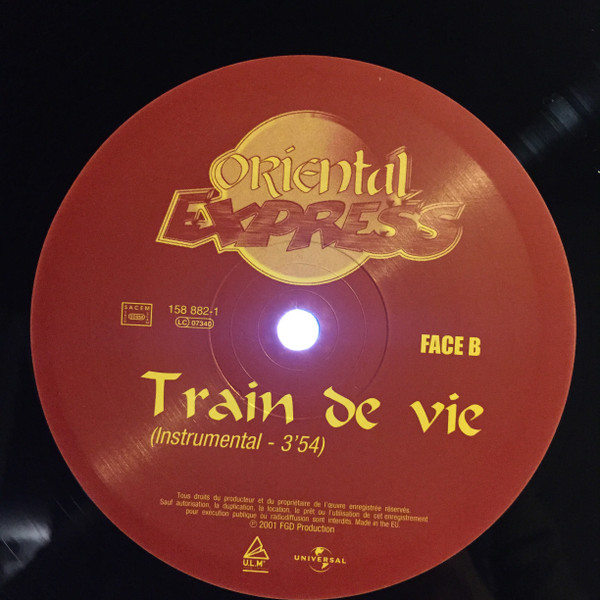 Oriental
EXPRESS
SACEM
158 882-1
LC 07340
FACE B
Train de vie
(Instrumental - 3'54)
Tous droits du producteur et du propriétaire de l'œuvre enregistrée réservés.
Sauf autorisation, la duplication, la location, le prêt ou l'utilisation de cet enregistrement
pour exécution publique ou radiodiffusion sont interdits. Made in the EU.
℗ 2001 FGD Production
U.L.M
UNIVERSAL